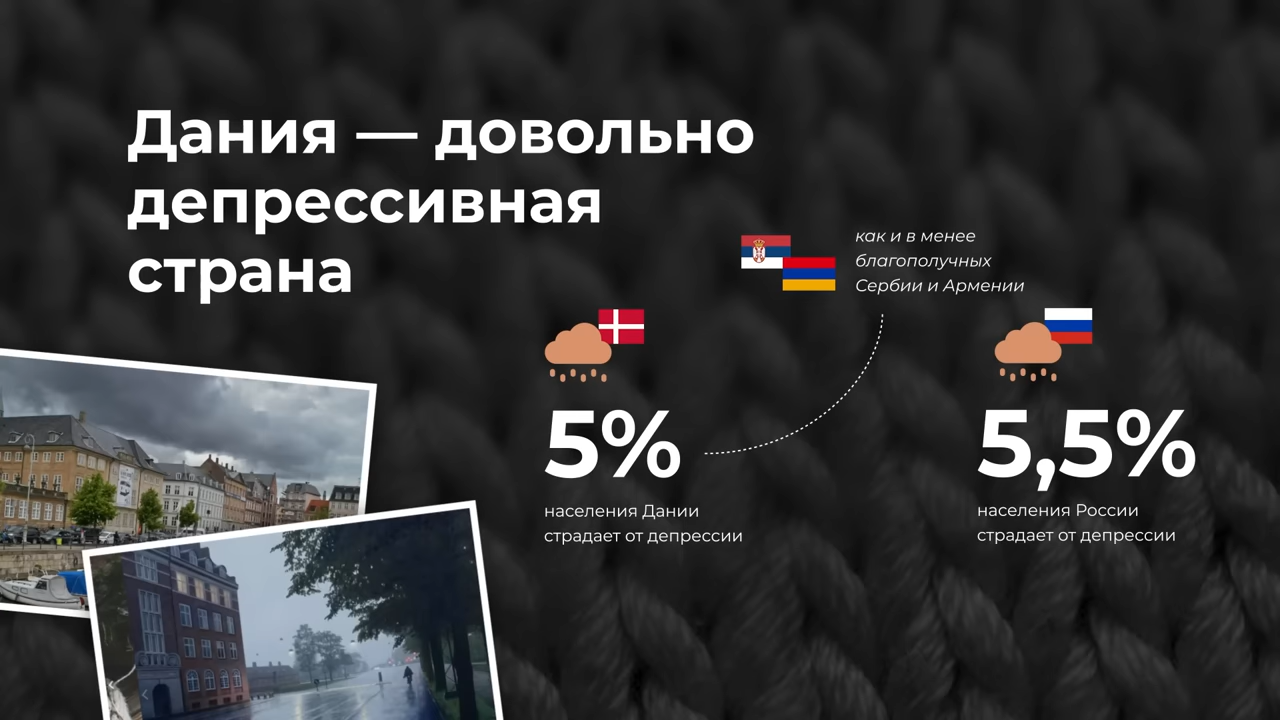 Дания — довольно
депрессивная
страна
как и в менее
благополучных
Сербии и Армении
5%
населения Дании
страдает от депрессии
5,5%
населения России
страдает от депрессии